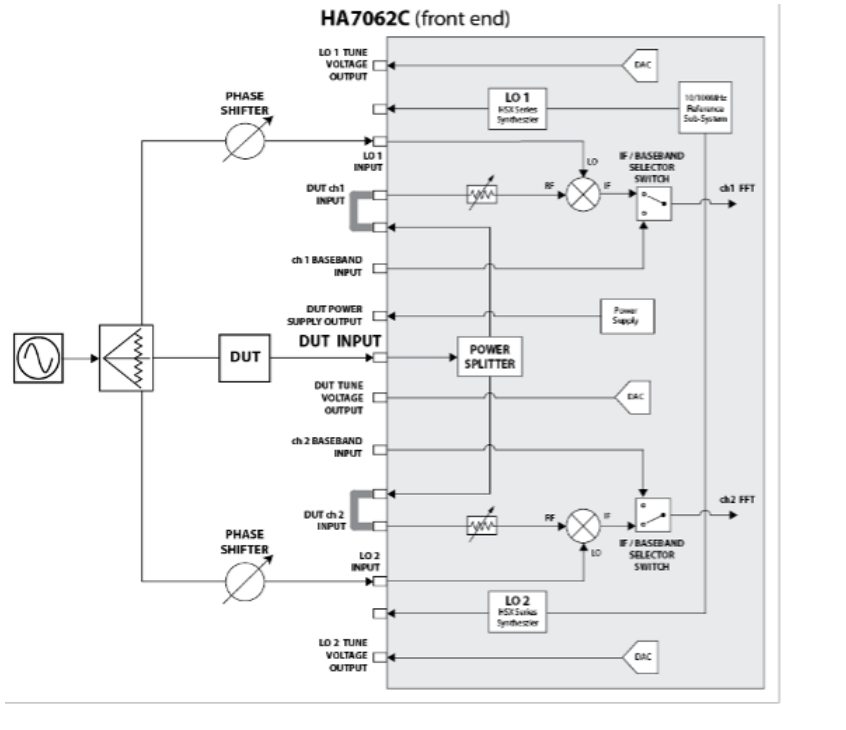 HA7062C (front end)
LO 1 TUNE
VOLTAGE
OUTPUT
DAC
PHASE
SHIFTER
LO 1
HSX Series
Synthesizer
10/100MHz
Reference
Sub-System
LO 1
INPUT
LO
IF / BASEBAND
SELECTOR
SWITCH
DUT ch1
INPUT
RF
IF
ch1 FFT
ch 1 BASEBAND
INPUT
DUT POWER
SUPPLY OUTPUT
Power
Supply
DUT INPUT
DUT
POWER
SPLITTER
DUT TUNE
VOLTAGE
OUTPUT
DAC
ch 2 BASEBAND
INPUT
ch2 FFT
DUT ch 2
INPUT
RF
IF
PHASE
SHIFTER
LO 2
INPUT
LO
IF / BASEBAND
SELECTOR
SWITCH
LO 2
HSX Series
Synthesizer
LO 2 TUNE
VOLTAGE
OUTPUT
DAC